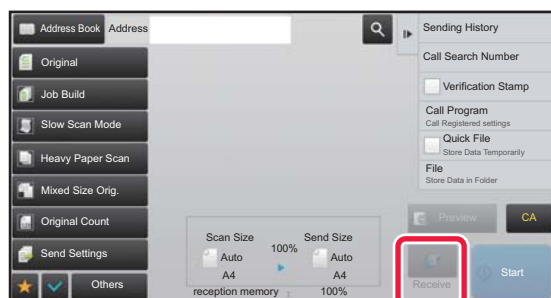 Address Book Address
Original
Job Build
Slow Scan Mode
Heavy Paper Scan
Mixed Size Orig.
Original Count
Send Settings
Others
Scan Size
100%
Send Size
Auto
Auto
A4
A4
reception memory : 100%
Sending History
Call Search Number
Verification Stamp
Call Program
Call Registered settings
Quick File
Store Data Temporarily
File
Store Data in Folder
Preview
CA
Receive
Start